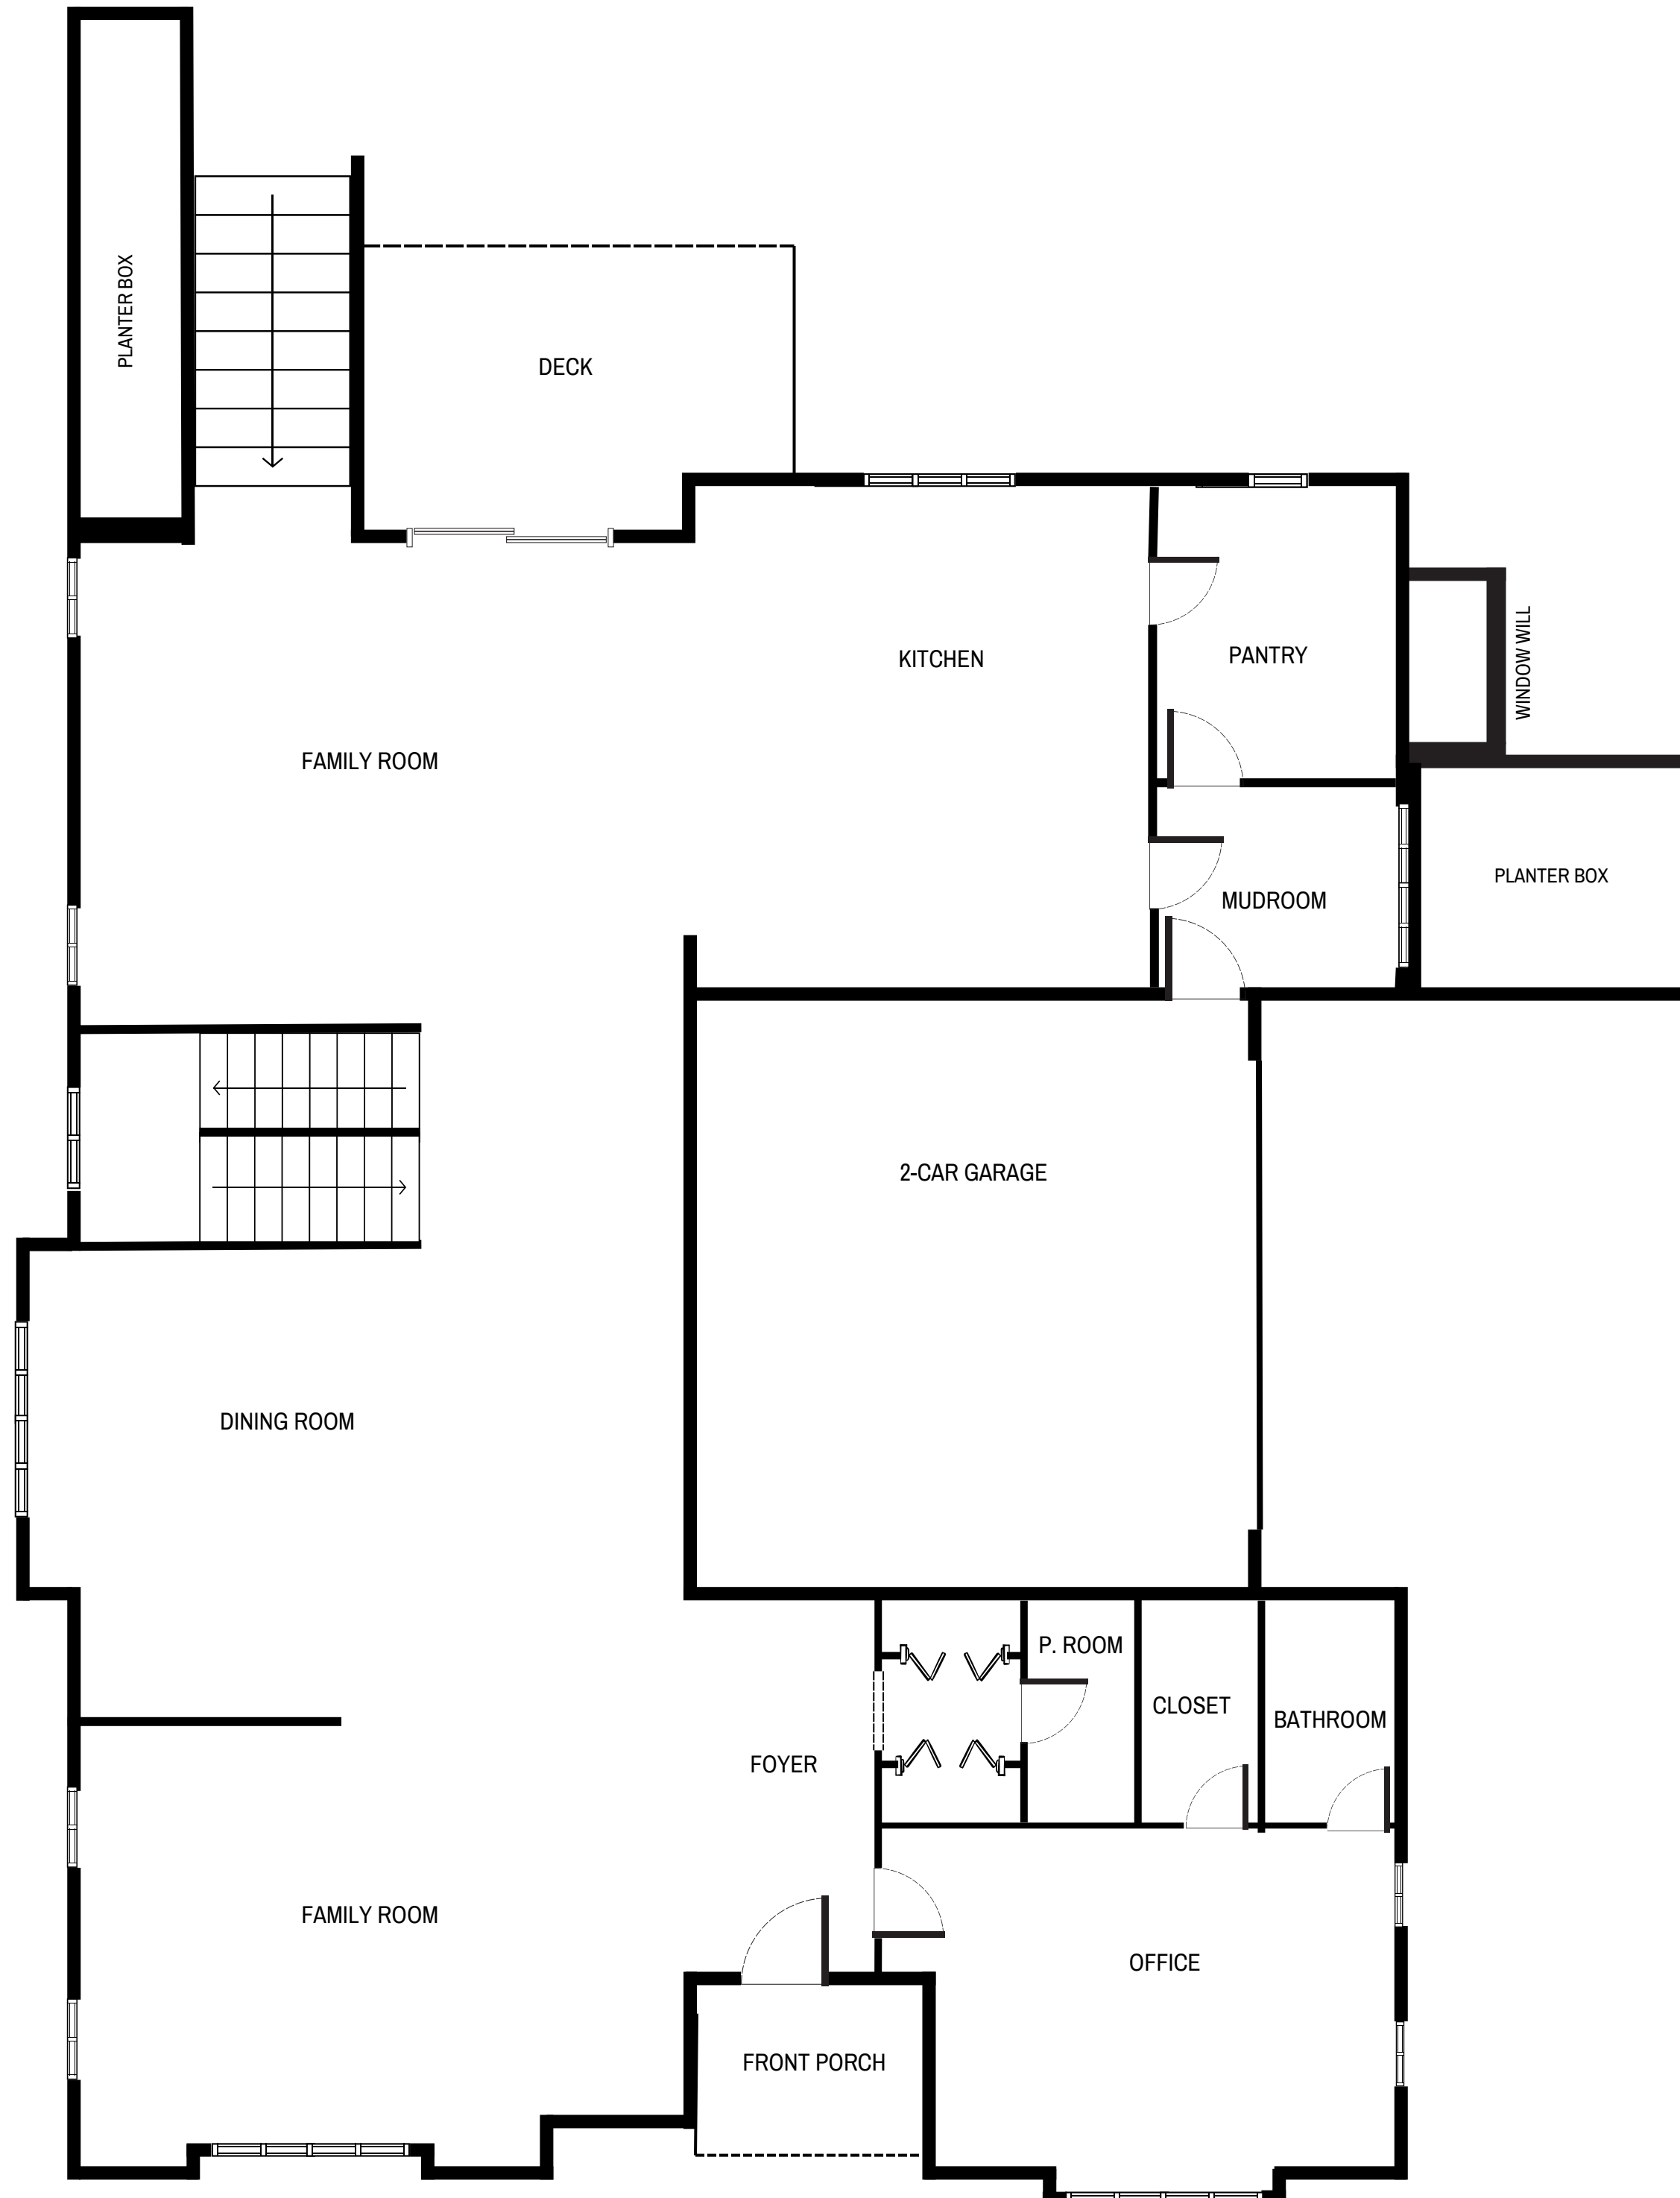 PLANTER BOX
DECK
KITCHEN
PANTRY
WINDOW WILL
FAMILY ROOM
PLANTER BOX
MUDROOM
2-CAR GARAGE
DINING ROOM
P. ROOM
CLOSET
BATHROOM
FOYER
FAMILY ROOM
OFFICE
FRONT PORCH